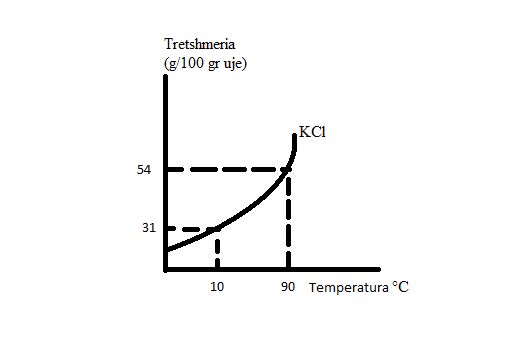 Tretshmeria
(g/100 gr uje)
KCl
54
31
10
90
Temperatura °C